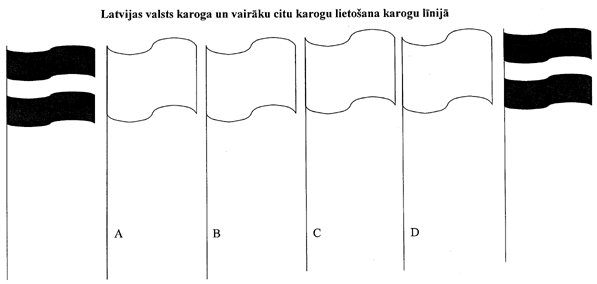 Latvijas valsts karoga un vairāku citu karogu lietošana karogu līnijā
A B C D